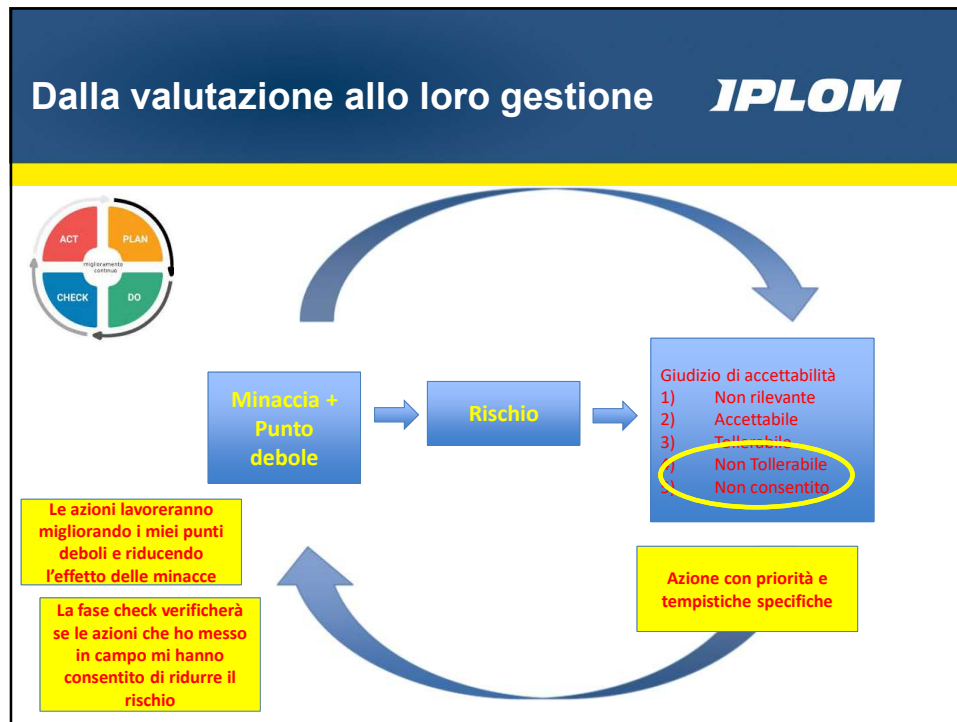 Dalla valutazione allo loro gestione
IPLOM
ACT
PLAN
miglioramento
continuo
CHECK
DO
Minaccia +
Punto
debole
Rischio
Giudizio di accettabilità
1) Non rilevante
2) Accettabile
3) Tollerabile
4) Non Tollerabile
5) Non consentito
Le azioni lavoreranno
migliorando i miei punti
deboli e riducendo
l'effetto delle minacce
La fase check verificherà
se le azioni che ho messo
in campo mi hanno
consentito di ridurre il
rischio
Azione con priorità e
tempistiche specifiche